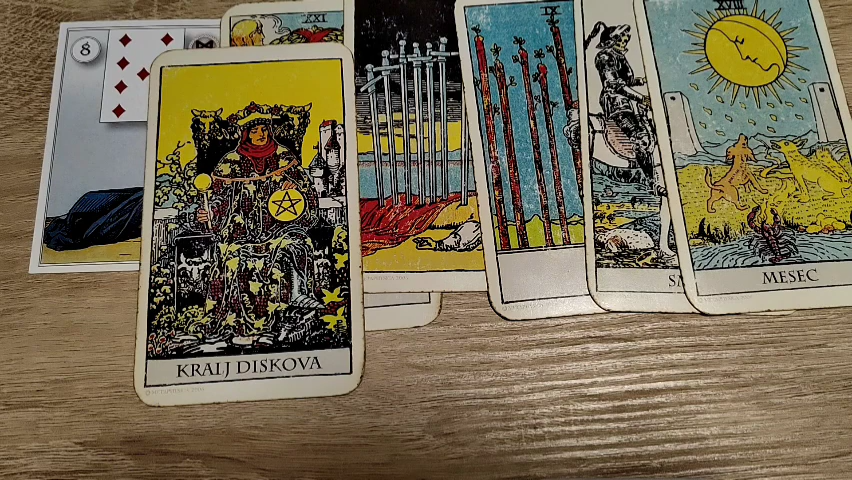 8
XXI
IX
XVIII
KRALJ DISKOVA
MESEC